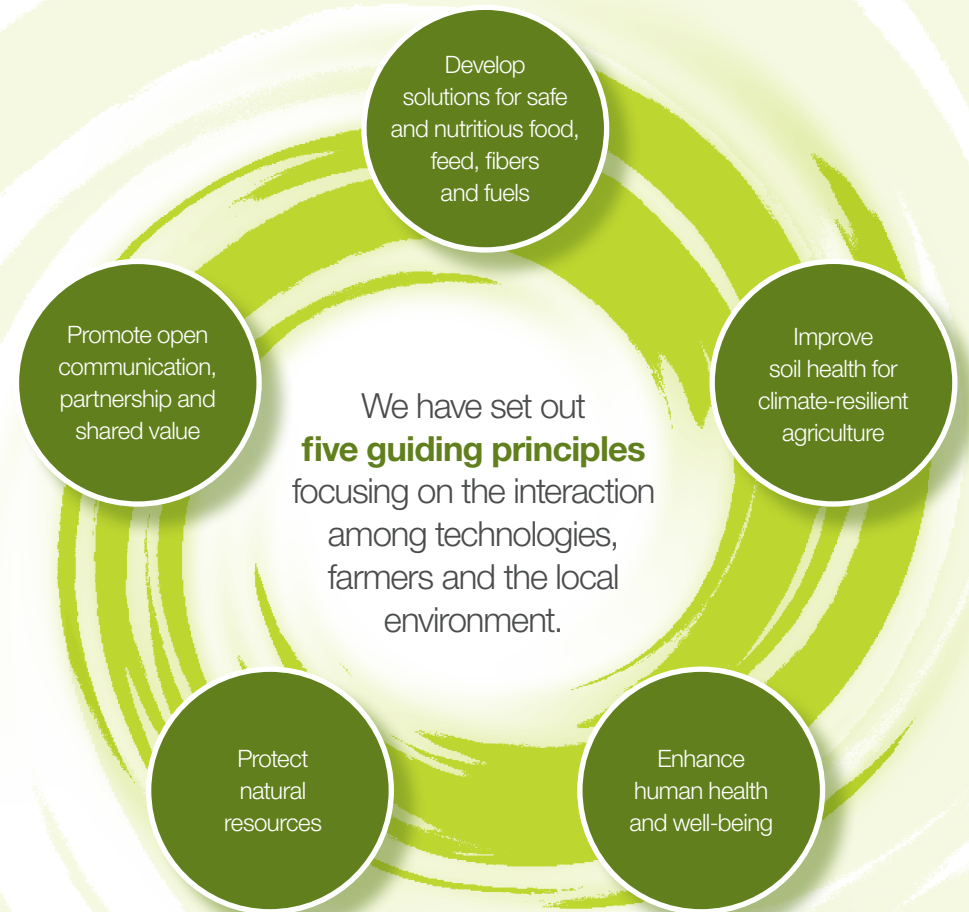 Develop
solutions for safe
and nutritious food,
feed, fibers
and fuels
Promote open
communication,
partnership and
shared value
Improve
soil health for
climate-resilient
agriculture
We have set out
five guiding principles
focusing on the interaction
among technologies,
farmers and the local
environment.
Protect
natural
resources
Enhance
human health
and well-being